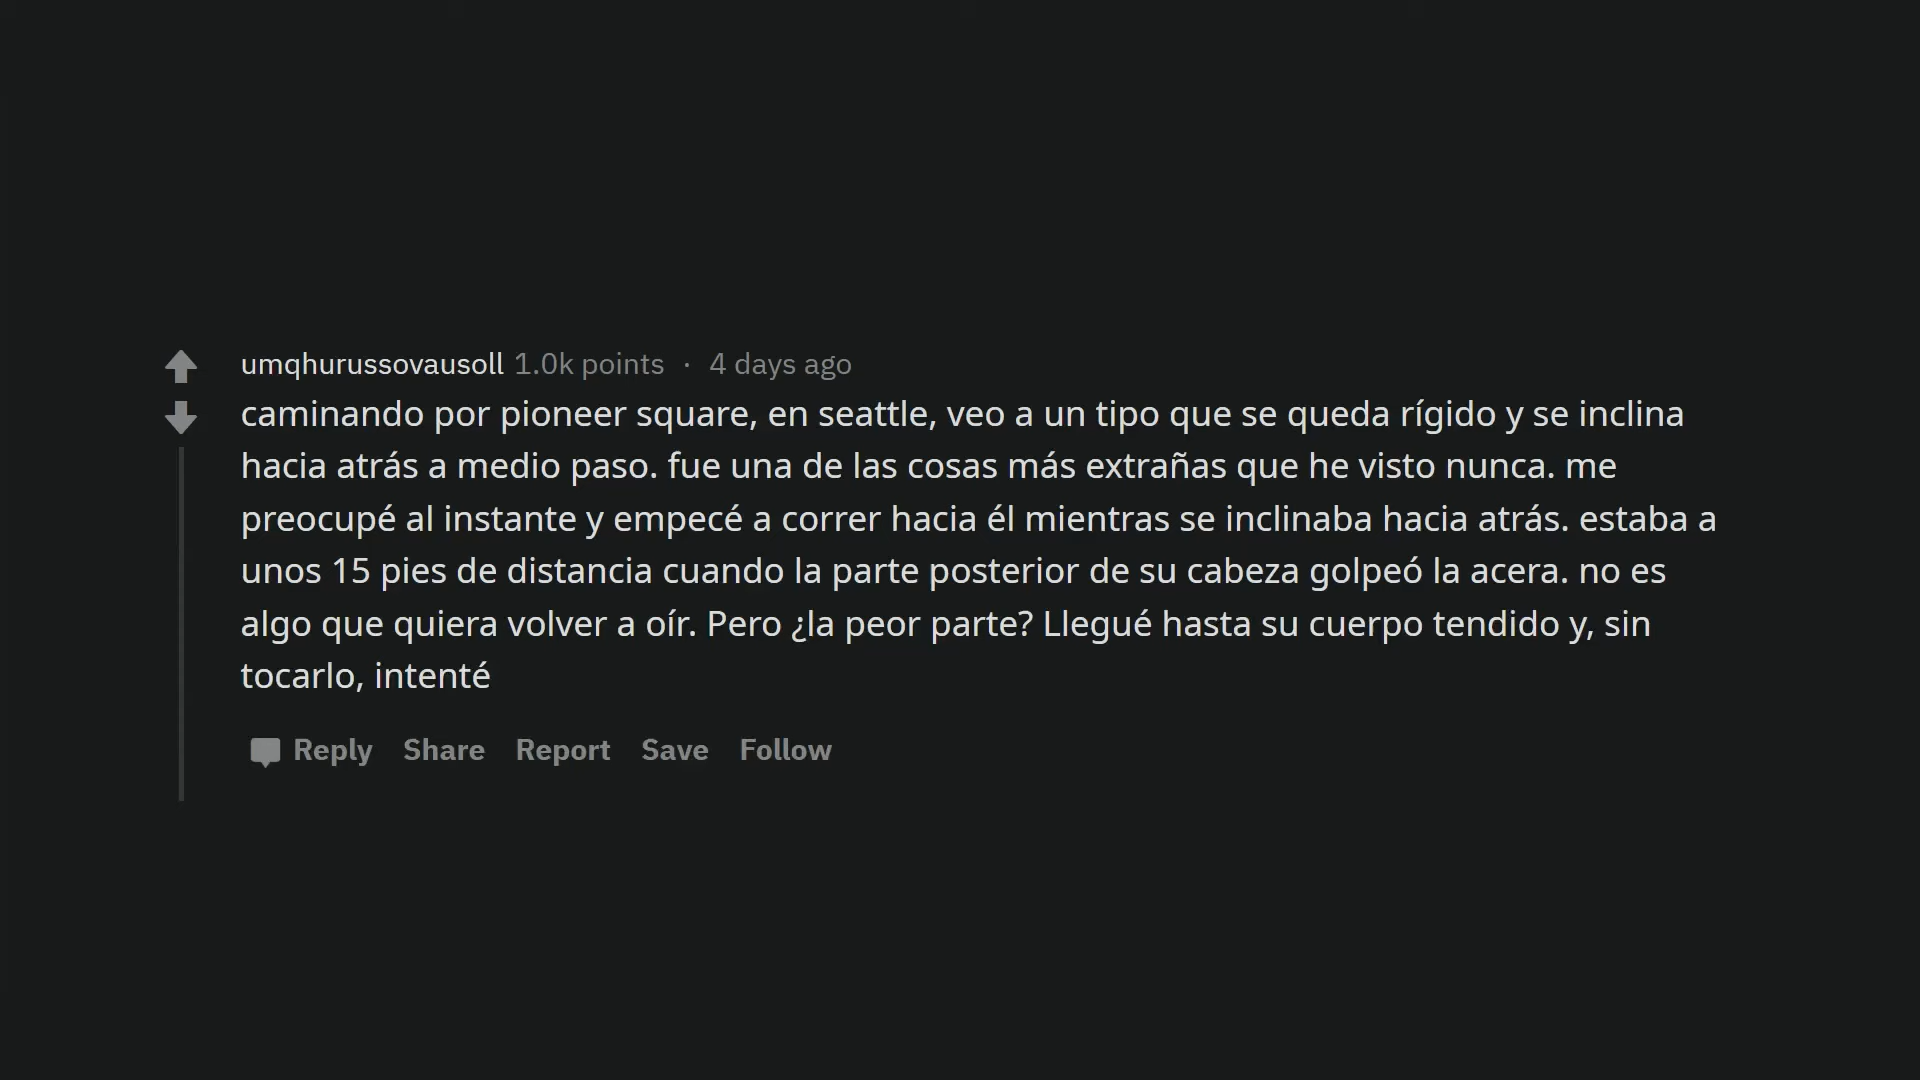 umqhurussovausoll 1.0k points · 4 days ago
caminando por pioneer square, en seattle, veo a un tipo que se queda rígido y se inclina
hacia atrás a medio paso. fue una de las cosas más extrañas que he visto nunca. me
preocupé al instante y empecé a correr hacia él mientras se inclinaba hacia atrás. estaba a
unos 15 pies de distancia cuando la parte posterior de su cabeza golpeó la acera. no es
algo que quiera volver a oír. Pero ¿la peor parte? Llegué hasta su cuerpo tendido y, sin
tocarlo, intenté
Reply Share Report Save Follow